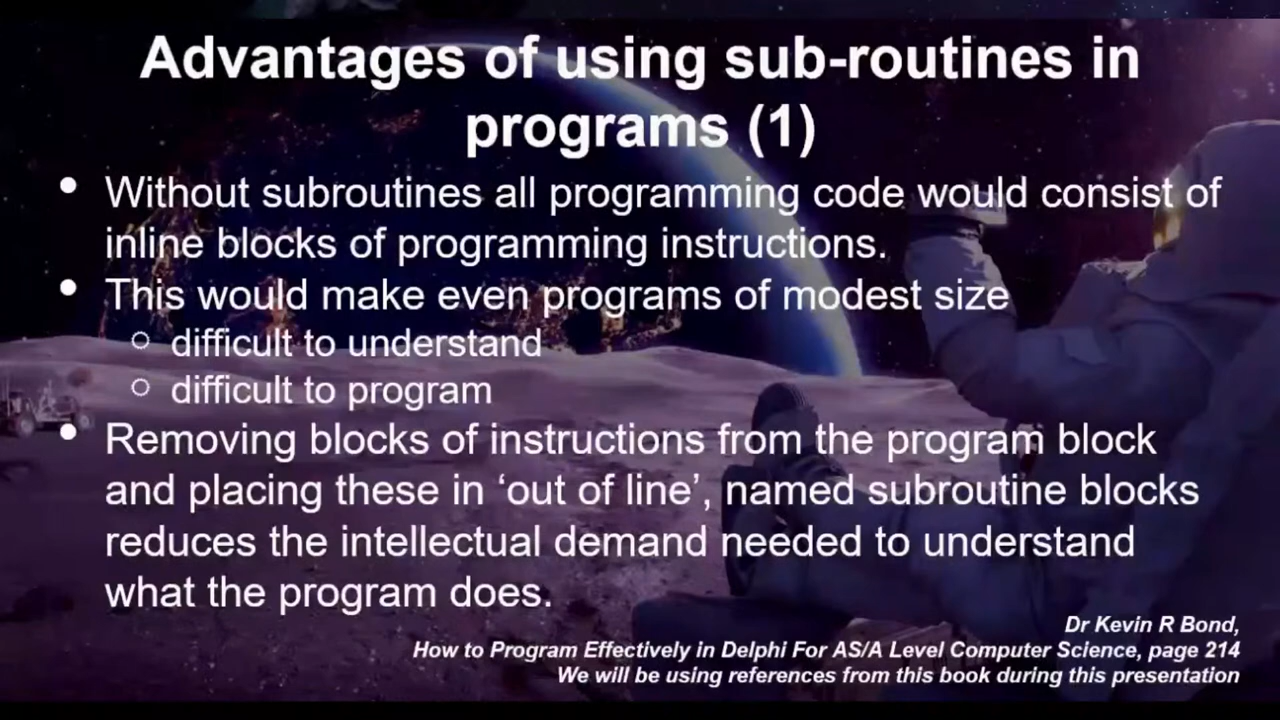 Advantages of using sub-routines in
programs (1)
• Without subroutines all programming code would consist of
inline blocks of programming instructions.
• This would make even programs of modest size
○ difficult to understand
○ difficult to program
• Removing blocks of instructions from the program block
and placing these in ‘out of line’, named subroutine blocks
reduces the intellectual demand needed to understand
what the program does.
Dr Kevin R Bond,
How to Program Effectively in Delphi For AS/A Level Computer Science, page 214
We will be using references from this book during this presentation